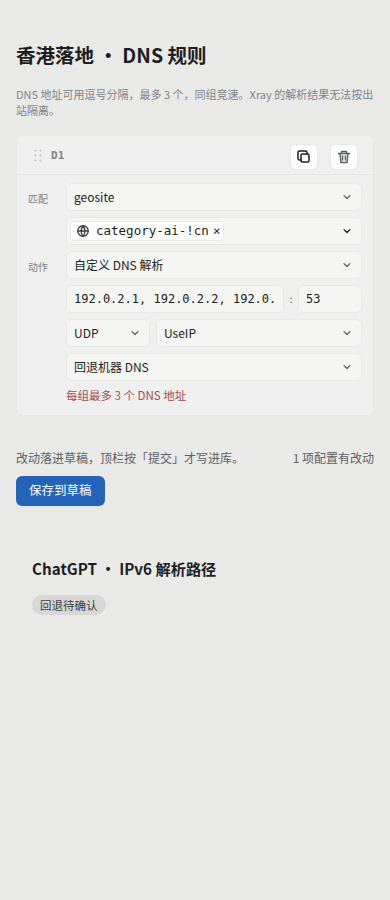 香港落地 · DNS 规则
DNS 地址可用逗号分隔，最多 3 个，同组竞速。Xray 的解析结果无法按出
站隔离。
D1
匹配
geosite
category-ai-!cn ×
动作
自定义 DNS 解析
192.0.2.1, 192.0.2.2, 192.0. : 53
UDP
UseIP
回退机器 DNS
每组最多 3 个 DNS 地址
改动落进草稿，顶栏按「提交」才写进库。
1 项配置有改动
保存到草稿
ChatGPT · IPv6 解析路径
回退待确认